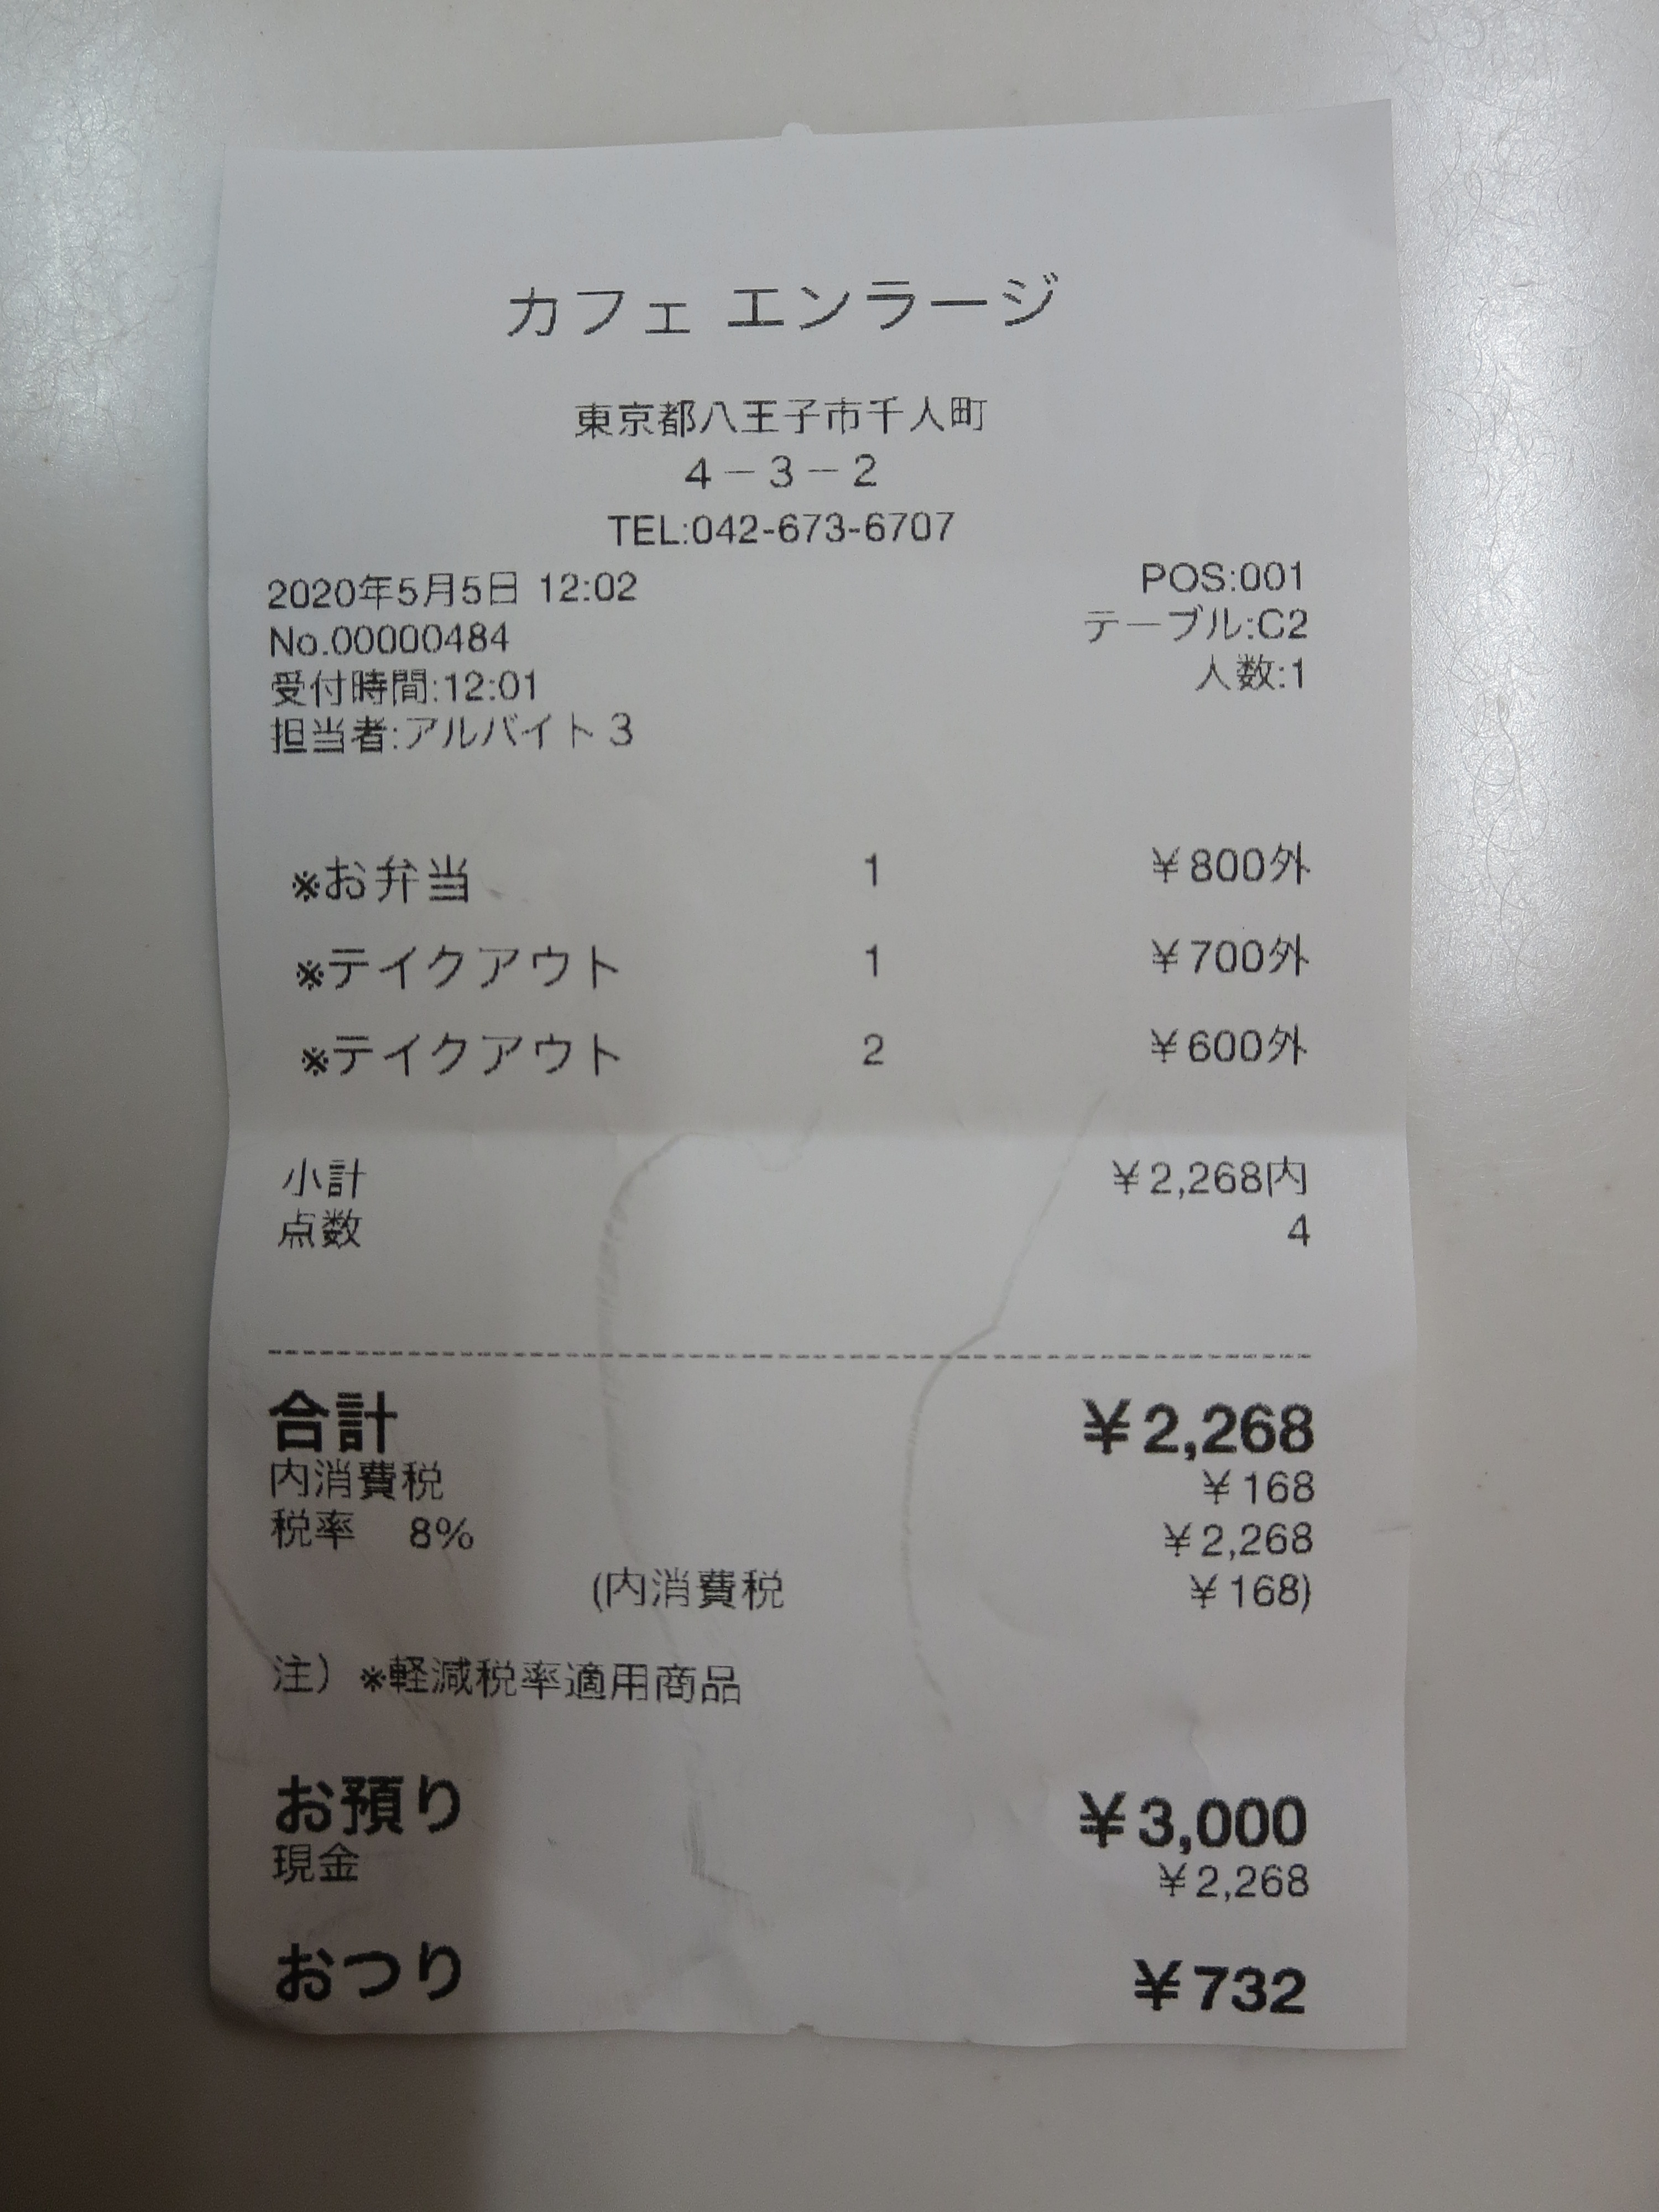 カフェ エンラージ
東京都八王子市千人町
４－３－２
TEL:042-673-6707
2020年5月5日 12:02 POS:001
No.00000484 テーブル:C2
受付時間:12:01 人数:1
担当者:アルバイト３
※お弁当 1 ￥800外
※テイクアウト 1 ￥700外
※テイクアウト 2 ￥600外
小計 ￥2,268内
点数 4
合計 ￥2,268
内消費税 ￥168
税率 8% ￥2,268
(内消費税 ￥168)
注）※軽減税率適用商品
お預り ￥3,000
現金 ￥2,268
おつり ￥732